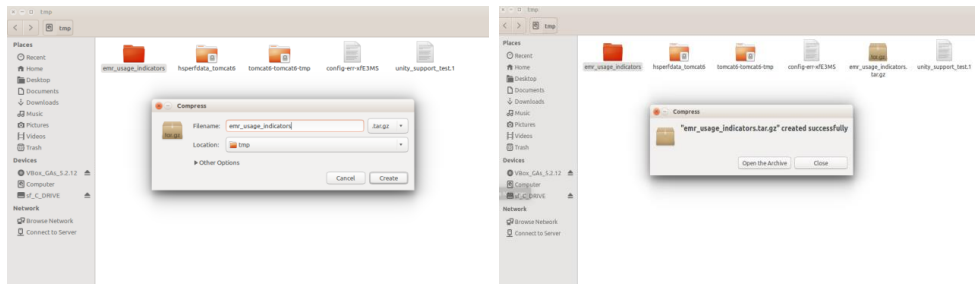 tmp
tmp
Places
Recent
Home
Desktop
Documents
Downloads
Music
Pictures
Videos
Trash
Devices
VBox_GAs_5.2.12
Computer
sf_C_DRIVE
Network
Browse Network
Connect to Server
emr_usage_indicators
hsperfdata_tomcat6
tomcat6-tomcat6-tmp
config-err-xfE3MS
unity_support_test.1
Compress
tar.gz
Filename: emr_usage_indicators .tar.gz
Location: tmp
Other Options
Cancel Create
tmp
tmp
Places
Recent
Home
Desktop
Documents
Downloads
Music
Pictures
Videos
Trash
Devices
VBox_GAs_5.2.12
Computer
sf_C_DRIVE
Network
Browse Network
Connect to Server
emr_usage_indicators
hsperfdata_tomcat6
tomcat6-tomcat6-tmp
config-err-xfE3MS
emr_usage_indicators.
tar.gz
unity_support_test.1
Compress
"emr_usage_indicators.tar.gz" created successfully
Open the Archive Close